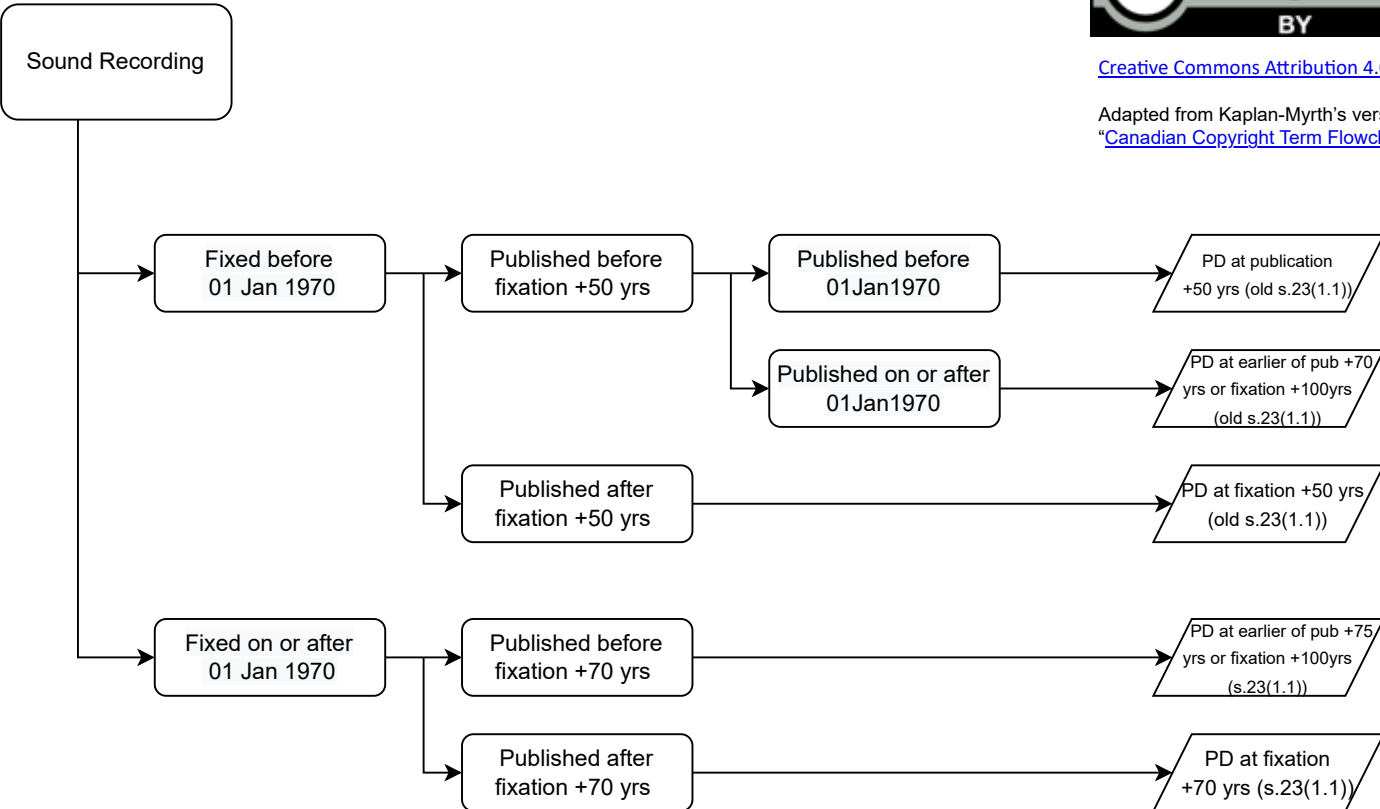 BY
Creative Commons Attribution 4.
Adapted from Kaplan-Myrth's
"Canadian Copyright Term
Sound Recording
Fixed before
01 Jan 1970
Published before
fixation +50 yrs
Published before
01Jan1970
PD at publication
+50 yrs (old s.23(1.1))
Published on or after
01Jan1970
PD at earlier of pub +70
yrs or fixation +100yrs
(old s.23(1.1))
Published after
fixation +50 yrs
PD at fixation +50 yrs
(old s.23(1.1))
Fixed on or after
01 Jan 1970
Published before
fixation +70 yrs
PD at earlier of pub +75
yrs or fixation +100yrs
(s.23(1.1))
Published after
fixation +70 yrs
PD at fixation
+70 yrs (s.23(1.1))